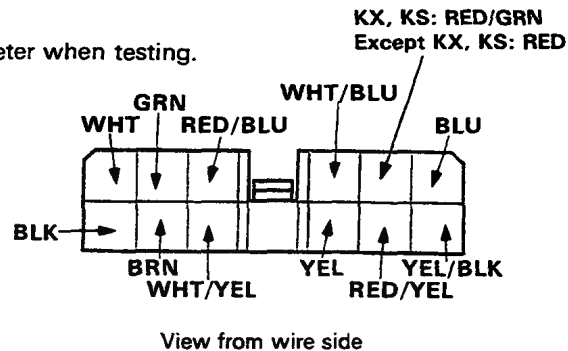 KX, KS: RED/GRN
Except KX, KS: RED
eter when testing.
WHT/BLU
GRN
WHT RED/BLU BLU
BLK
BRN YEL YEL/BLK
WHT/YEL RED/YEL
View from wire side